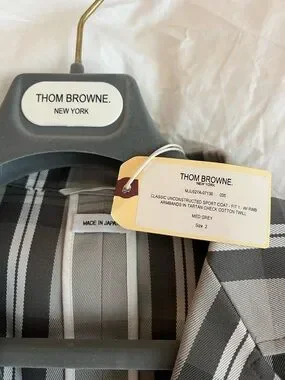 THOM BROWNE.
NEW YORK
THOM BROWNE.
NEW YORK
CLASSIC UNCONSTRUCTED SPORT COAT - FIT 1 - W/ RWB
ARMBANDS IN TARTAN CHECK COTTON TWILL
MED GREY
Size: 2
MADE IN JAPAN